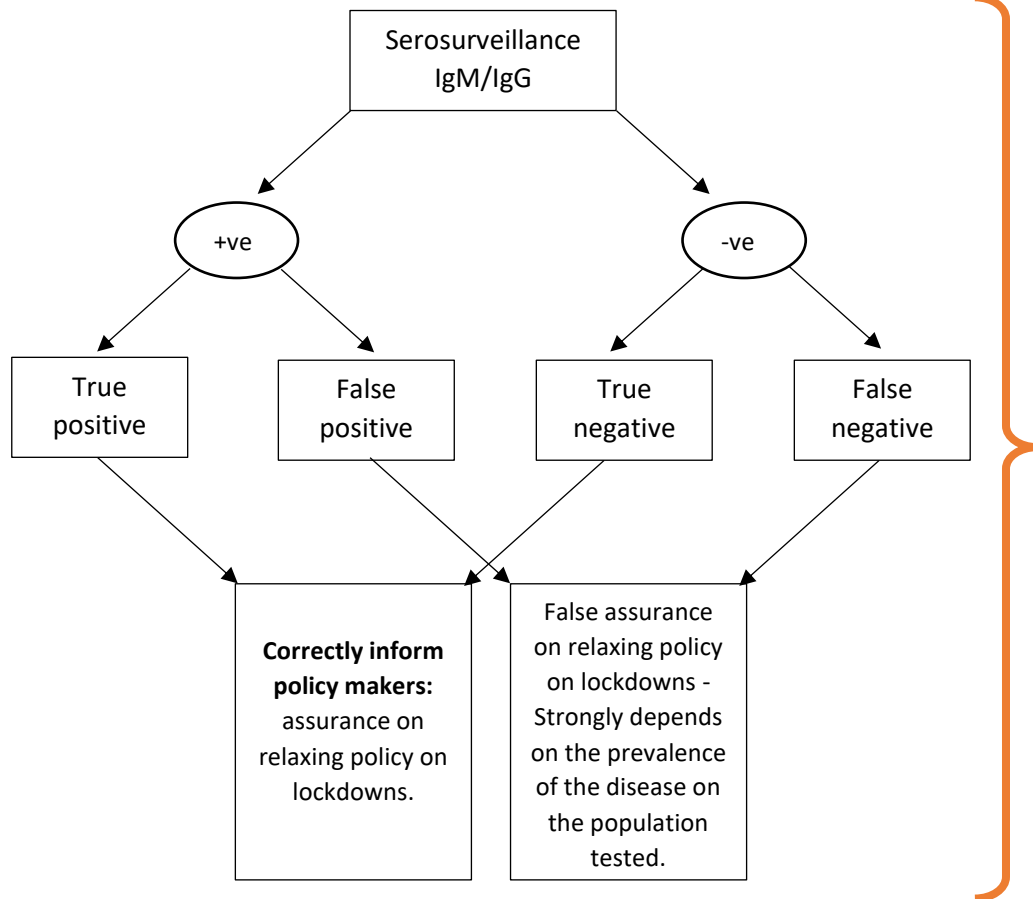 Serosurveillance
IgM/IgG
+ve
-ve
True
positive
False
positive
True
negative
False
negative
Correctly inform
policy makers:
assurance on
relaxing policy on
lockdowns.
False assurance
on relaxing policy
on lockdowns -
Strongly depends
on the prevalence
of the disease on
the population
tested.